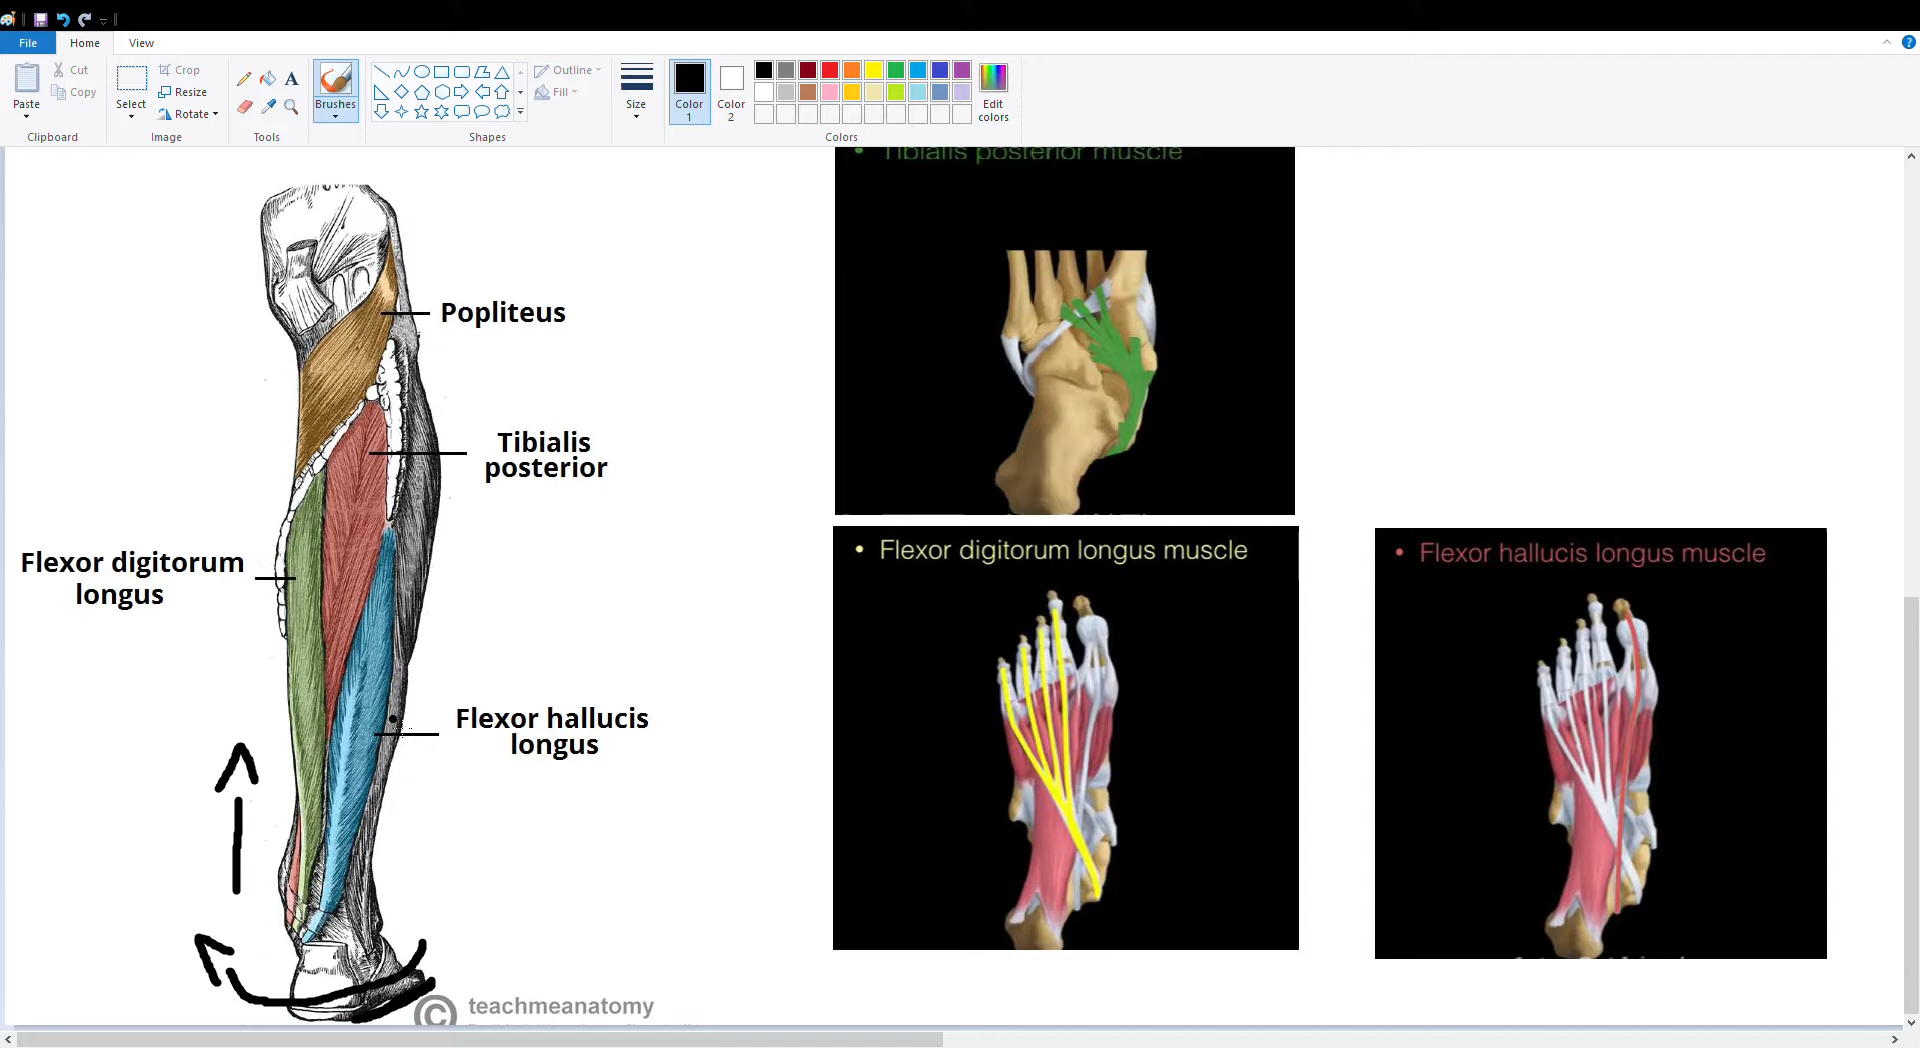 File Home View
Paste
Cut
Copy
Clipboard
Select
Crop
Resize
Rotate
Image
A
Tools
Brushes
Outline
Fill
Shapes
Size
Color 1
Color 2
Edit colors
Colors
Popliteus
Tibialis
posterior
Flexor digitorum
longus
Flexor hallucis
longus
© teachmeanatomy
• Tibialis posterior muscle
• Flexor digitorum longus muscle
• Flexor hallucis longus muscle